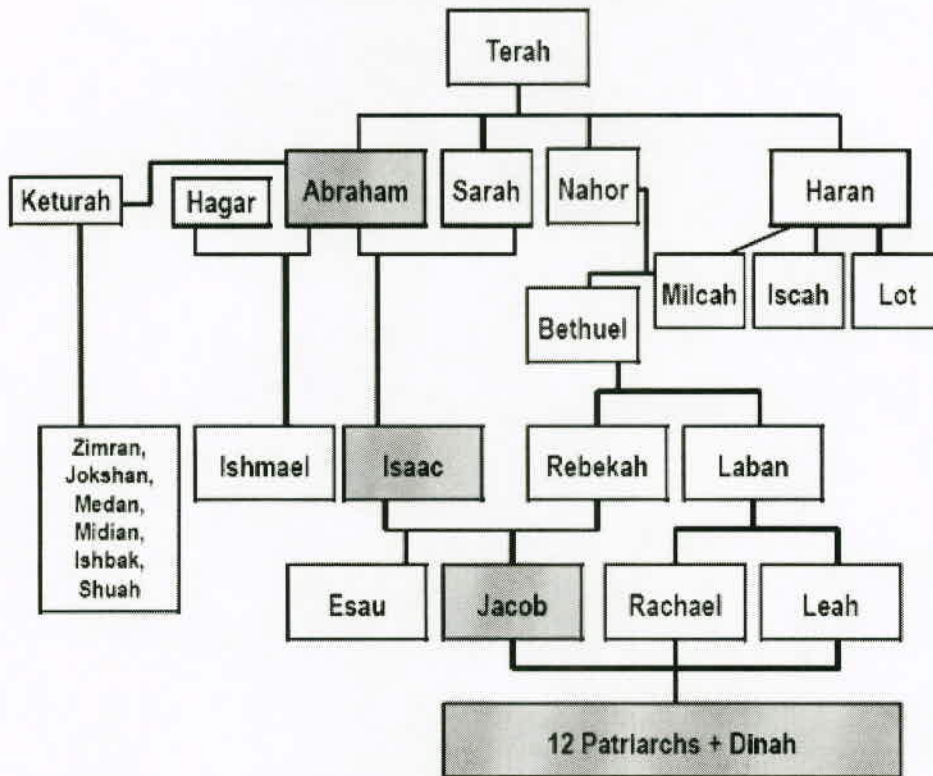 Terah
Keturah
Hagar
Abraham
Sarah
Nahor
Haran
Milcah
Iscah
Lot
Bethuel
Zimran,
Jokshan,
Medan,
Midian,
Ishbak,
Shuah
Ishmael
Isaac
Rebekah
Laban
Esau
Jacob
Rachael
Leah
12 Patriarchs + Dinah